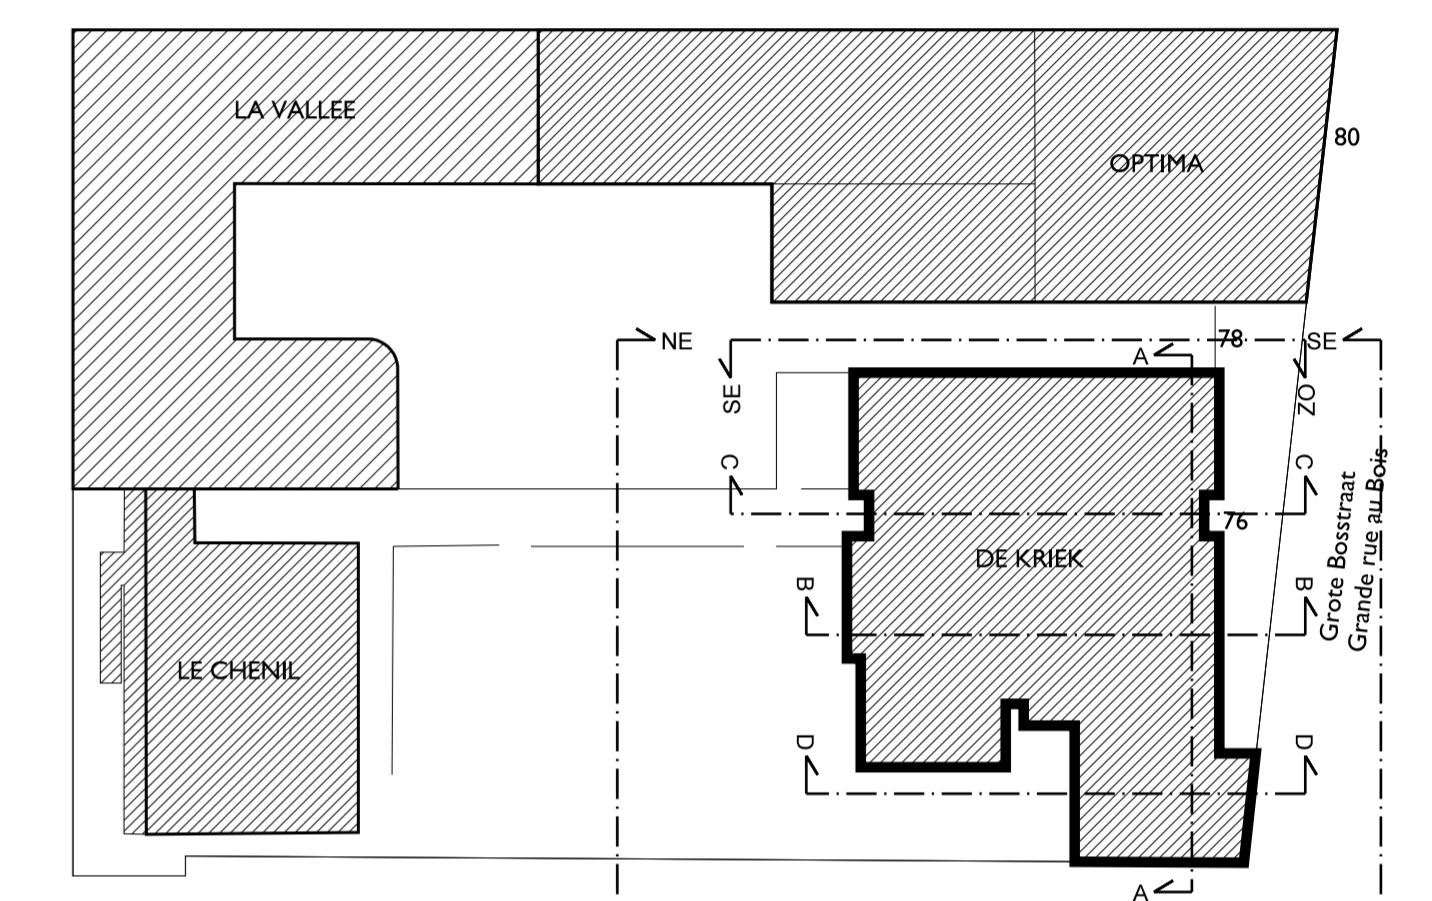 LA VALLEE
80
OPTIMA
NE
78
SE
A
SE
ZO
C
C
76
Grote Bosstraat
Grande rue au Bois
DE KRIEK
B
B
LE CHENIL
D
D
A